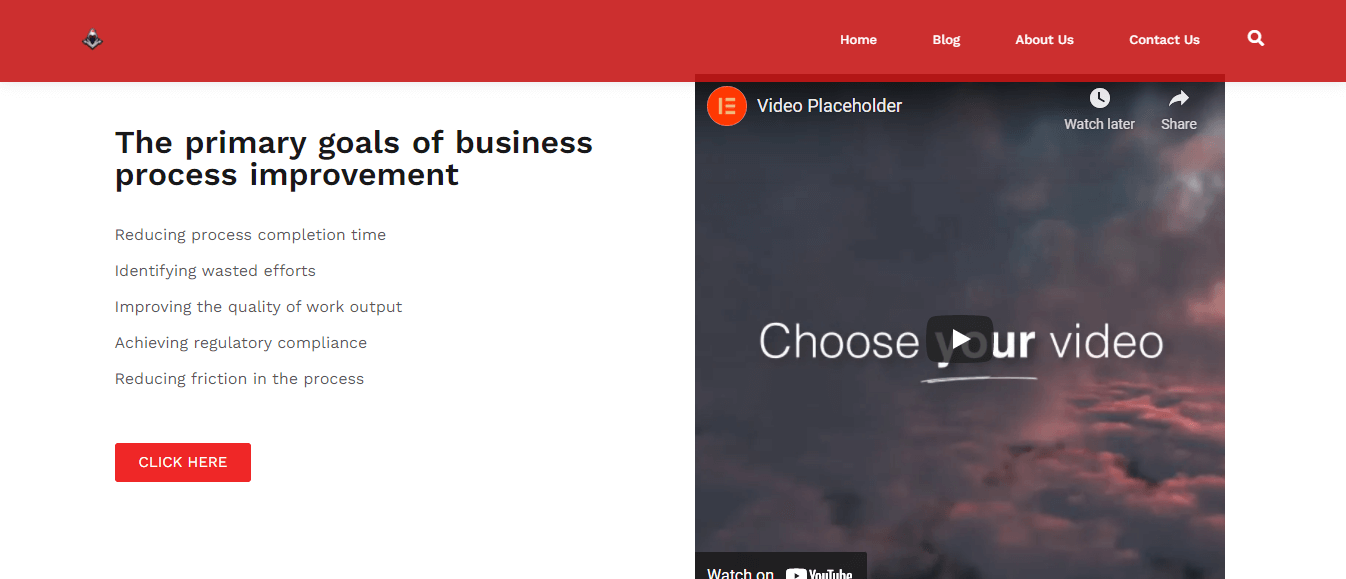 Home Blog About Us Contact Us
Video Placeholder
Watch later Share
The primary goals of business
process improvement
Reducing process completion time
Identifying wasted efforts
Improving the quality of work output
Achieving regulatory compliance
Reducing friction in the process
CLICK HERE
Choose your video
Watch on YouTube